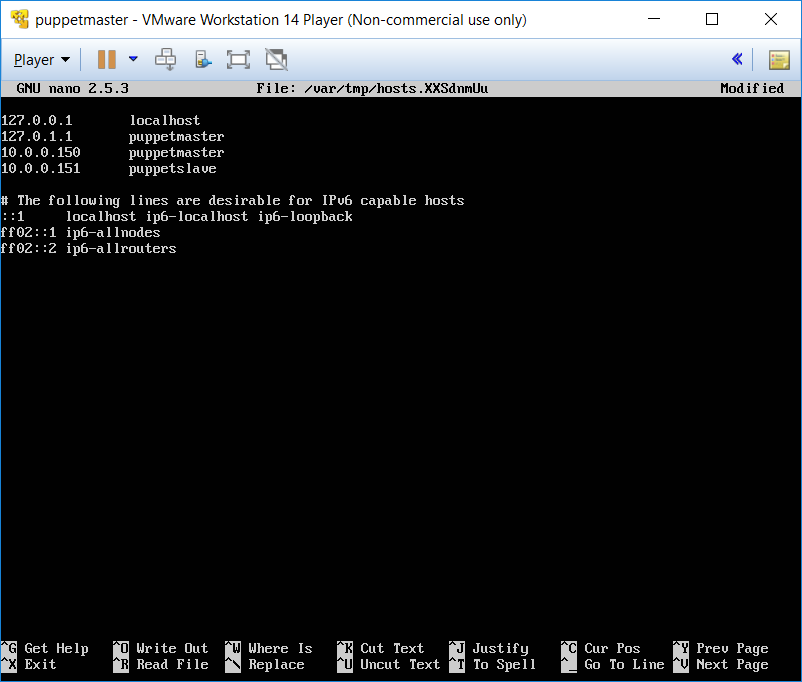 puppetmaster - VMware Workstation 14 Player (Non-commercial use only)
Player
GNU nano 2.5.3 File: /var/tmp/hosts.XXSdnmUu Modified
127.0.0.1 localhost
127.0.1.1 puppetmaster
10.0.0.150 puppetmaster
10.0.0.151 puppetslave
# The following lines are desirable for IPv6 capable hosts
::1 localhost ip6-localhost ip6-loopback
ff02::1 ip6-allnodes
ff02::2 ip6-allrouters
^G Get Help ^O Write Out ^W Where Is ^K Cut Text ^J Justify ^C Cur Pos ^Y Prev Page
^X Exit ^R Read File ^\ Replace ^U Uncut Text ^T To Spell ^_ Go To Line ^V Next Page